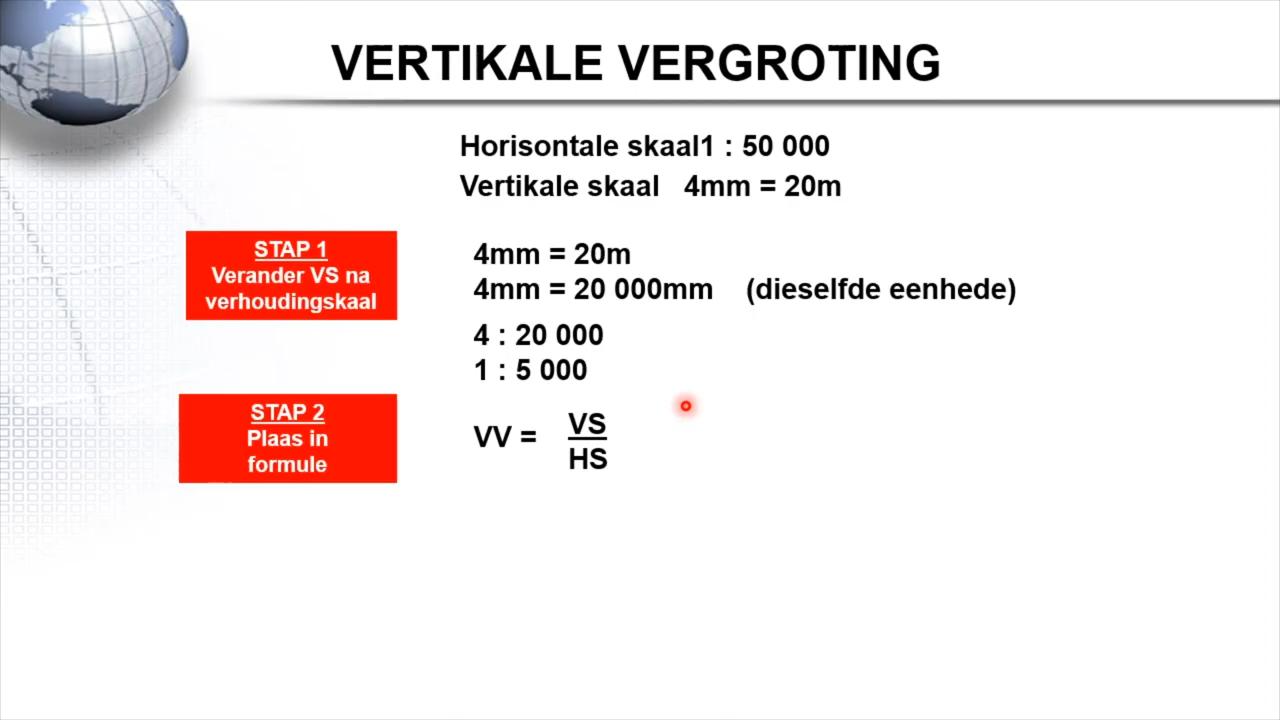 VERTIKALE VERGROTING
Horisontale skaal1 : 50 000
Vertikale skaal 4mm = 20m
STAP 1
Verander VS na
verhoudingskaal
4mm = 20m
4mm = 20 000mm (dieselfde eenhede)
4 : 20 000
1 : 5 000
STAP 2
Plaas in
formule
VV = VS
HS